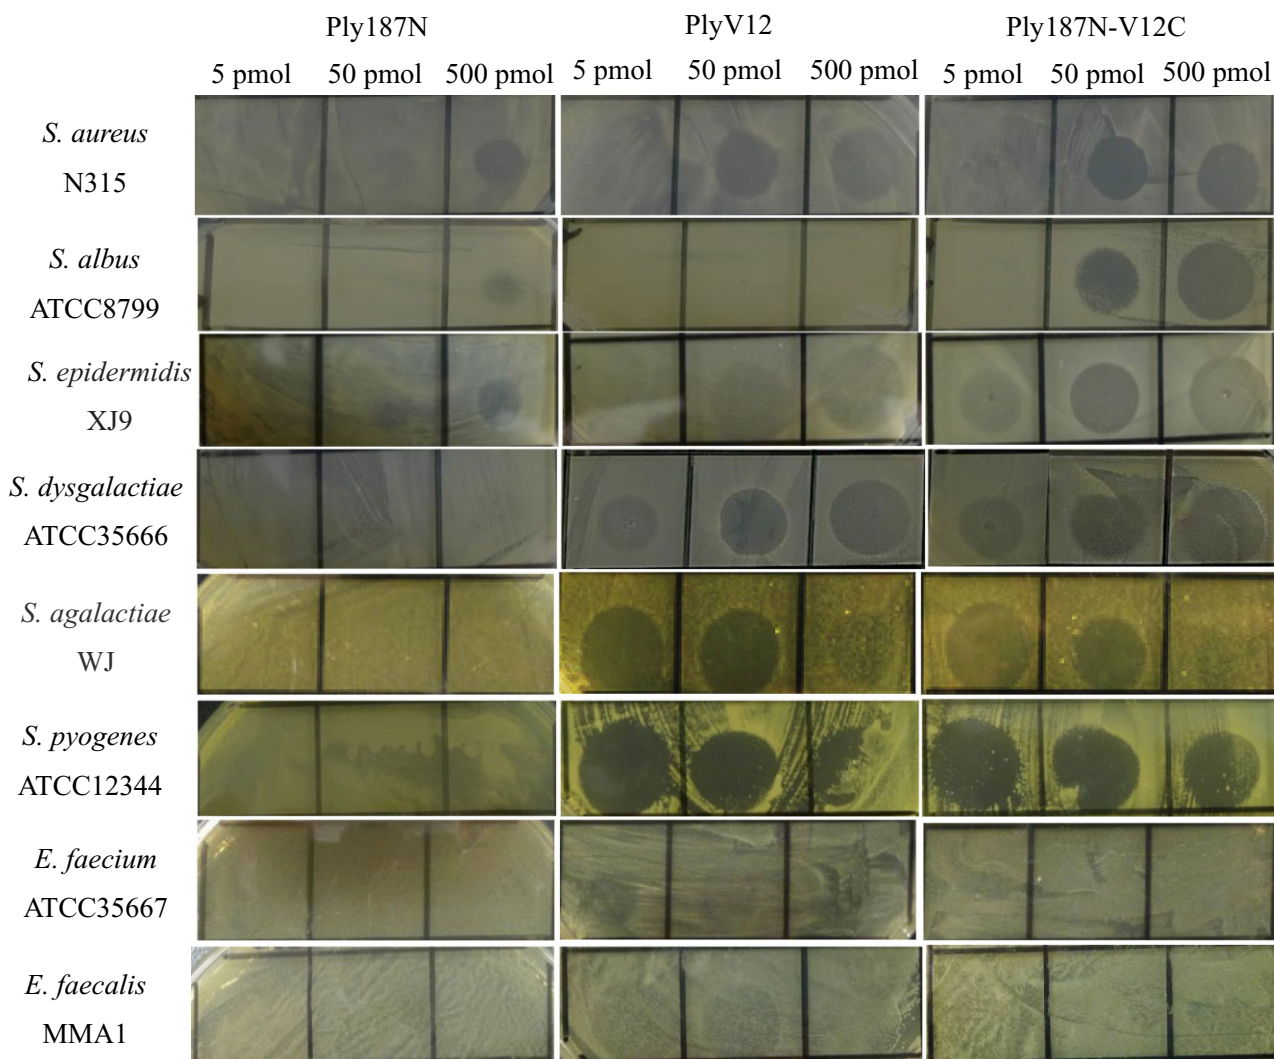 Ply187N PlyV12 Ply187N-V12C
5 pmol 50 pmol 500 pmol 5 pmol 50 pmol 500 pmol 5 pmol 50 pmol 500 pmol
S. aureus
N315
S. albus
ATCC8799
S. epidermidis
XJ9
S. dysgalactiae
ATCC35666
S. agalactiae
WJ
S. pyogenes
ATCC12344
E. faecium
ATCC35667
E. faecalis
MMA1